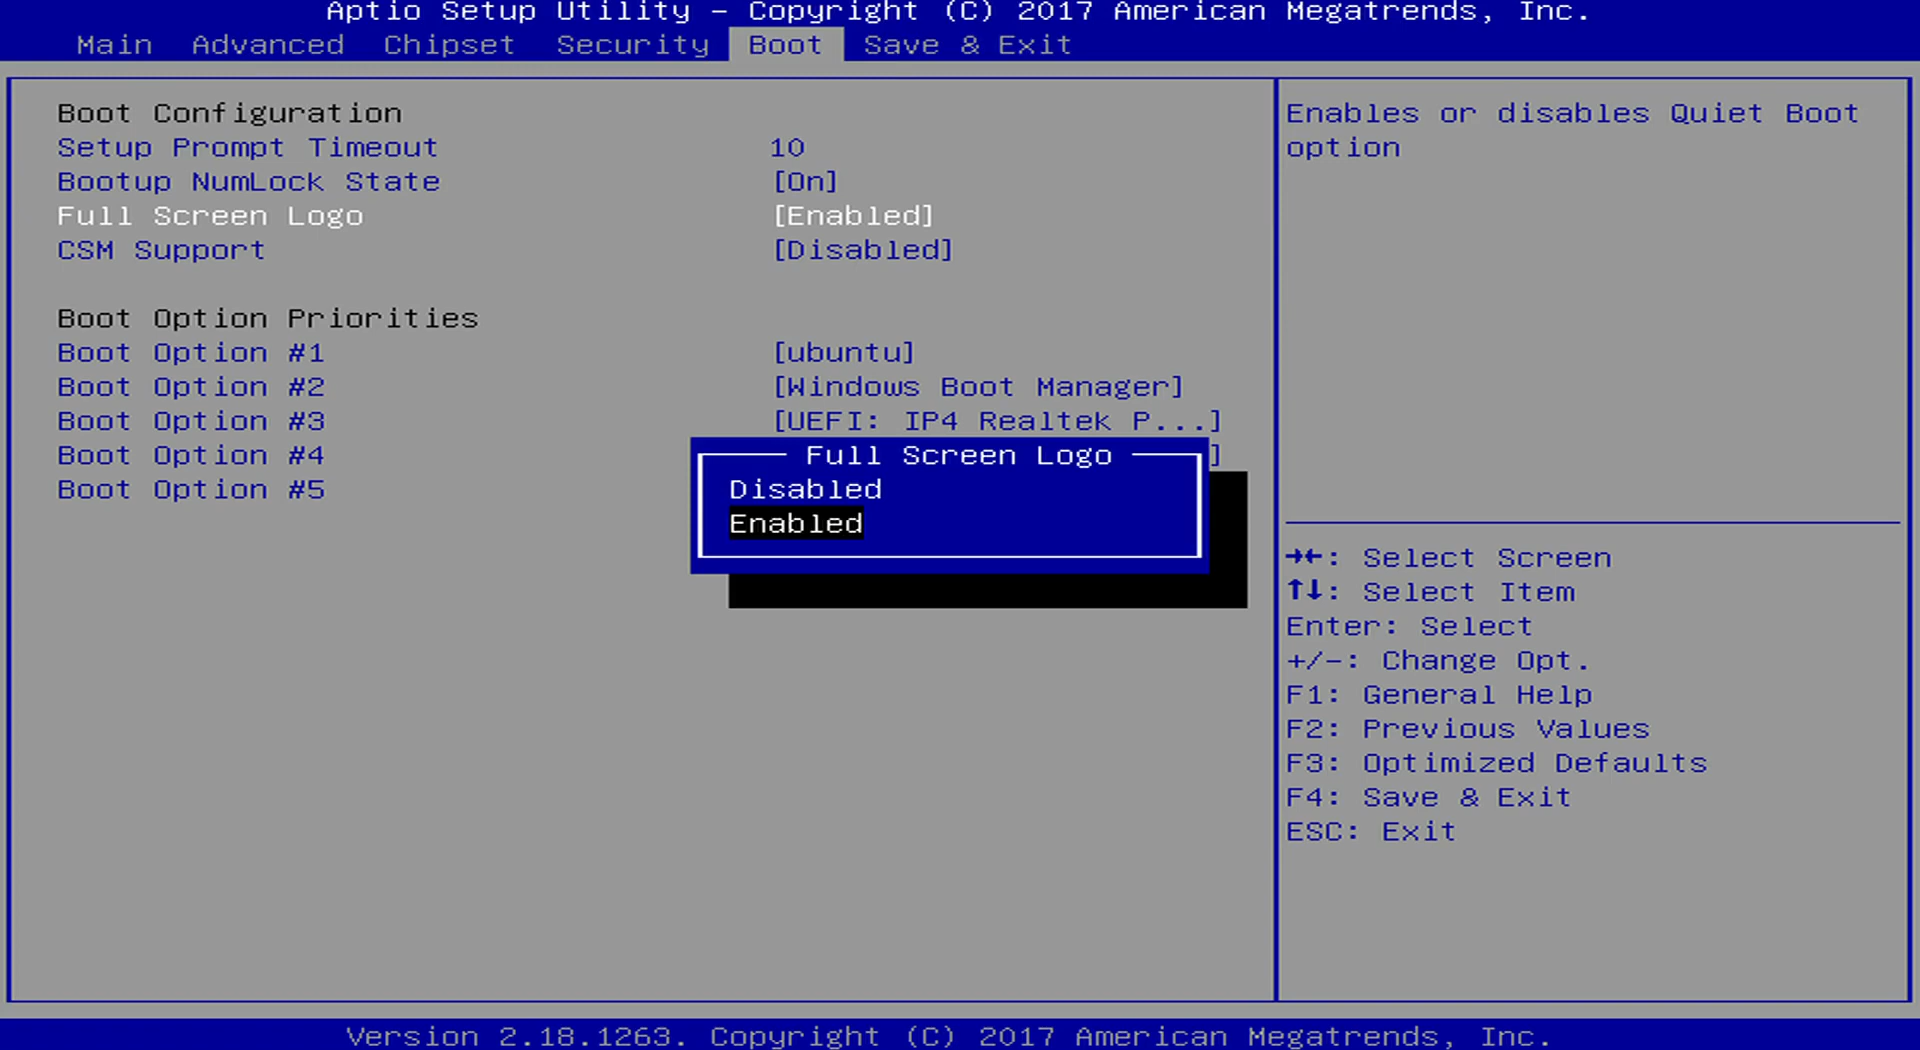 Aptio Setup Utility – Copyright (C) 2017 American Megatrends, Inc.
Main Advanced Chipset Security Boot Save & Exit
Boot Configuration
Setup Prompt Timeout 10
Bootup NumLock State [On]
Full Screen Logo [Enabled]
CSM Support [Disabled]
Boot Option Priorities
Boot Option #1 [ubuntu]
Boot Option #2 [Windows Boot Manager]
Boot Option #3 [UEFI: IP4 Realtek P...]
Boot Option #4 ]
Boot Option #5
Full Screen Logo
Disabled
Enabled
Enables or disables Quiet Boot
option
→←: Select Screen
↑↓: Select Item
Enter: Select
+/-: Change Opt.
F1: General Help
F2: Previous Values
F3: Optimized Defaults
F4: Save & Exit
ESC: Exit
Version 2.18.1263. Copyright (C) 2017 American Megatrends, Inc.